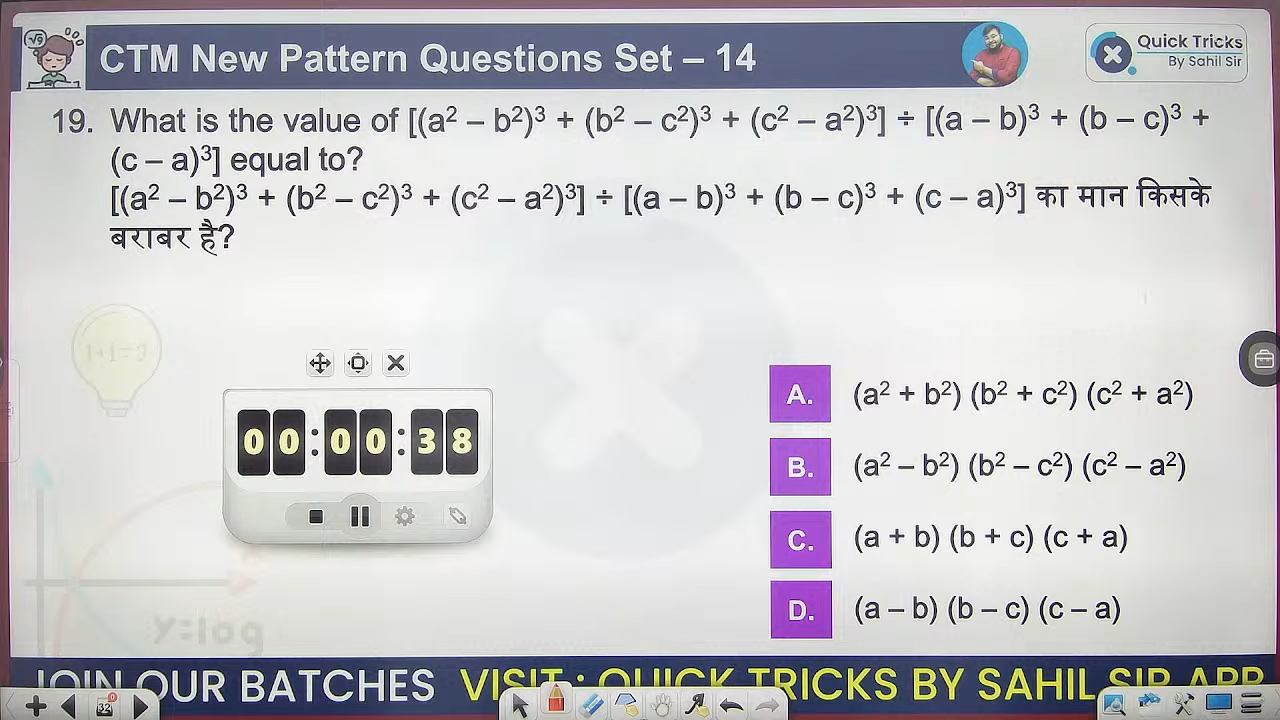 CTM New Pattern Questions Set – 14
Quick Tricks
By Sahil Sir
√9
19. What is the value of [(a² – b²)³ + (b² – c²)³ + (c² – a²)³] ÷ [(a – b)³ + (b – c)³ +
(c – a)³] equal to?
[(a² – b²)³ + (b² – c²)³ + (c² – a²)³] ÷ [(a – b)³ + (b – c)³ + (c – a)³] का मान किसके
बराबर है?
00:00:38
A. (a² + b²) (b² + c²) (c² + a²)
B. (a² – b²) (b² – c²) (c² – a²)
C. (a + b) (b + c) (c + a)
D. (a – b) (b – c) (c – a)
y=log
JOIN OUR BATCHES VISIT : QUICK TRICKS BY SAHIL SIR APP
32